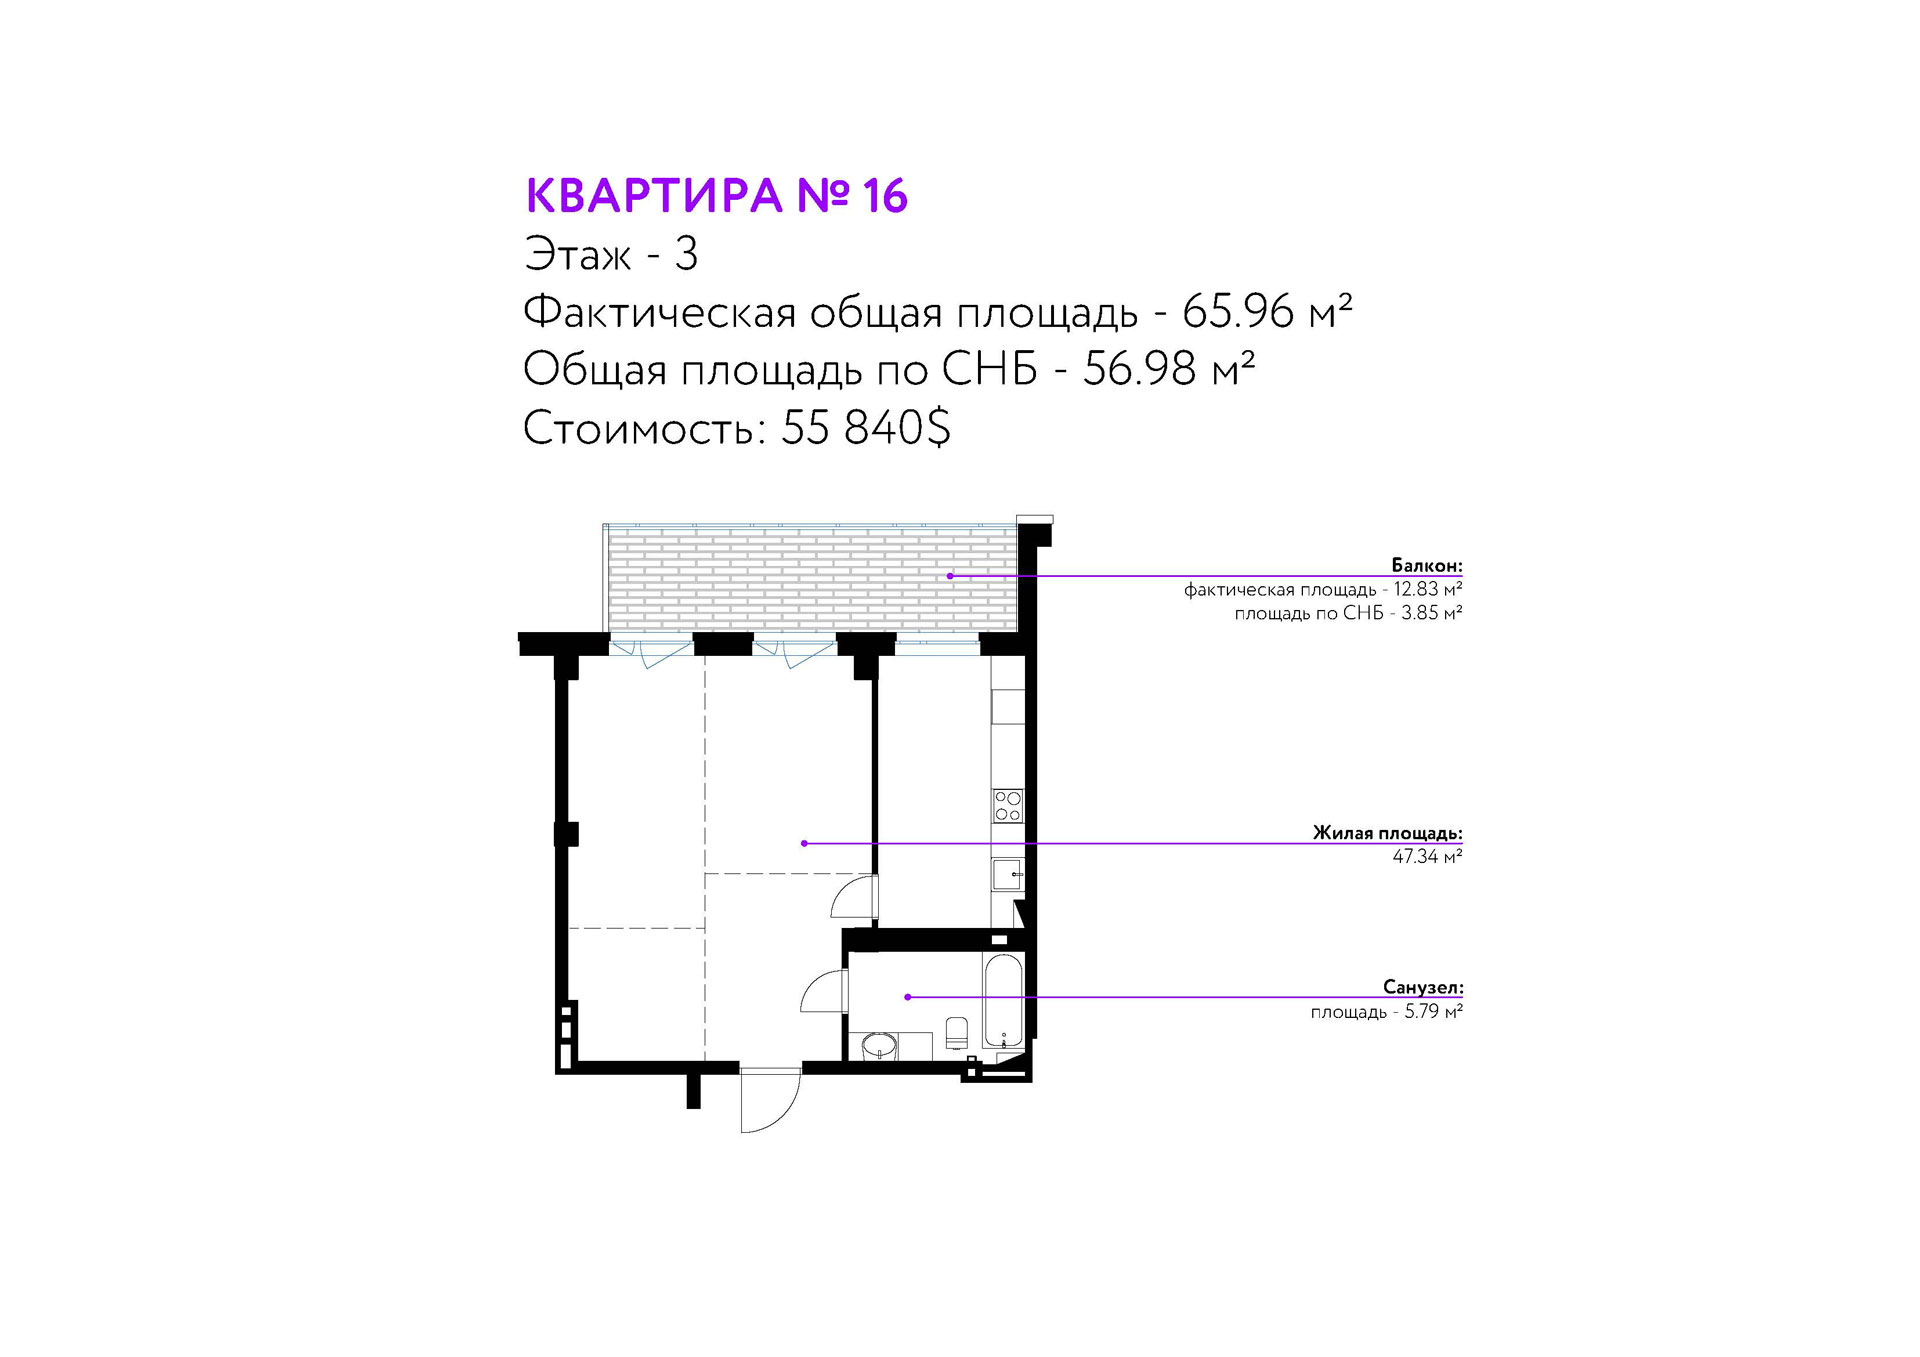 КВАРТИРА № 16
Этаж - 3
Фактическая общая площадь - 65.96 м²
Общая площадь по СНБ - 56.98 м²
Стоимость: 55 840$
Балкон:
фактическая площадь - 12.83 м²
площадь по СНБ - 3.85 м²
Жилая площадь:
47.34 м²
Санузел:
площадь - 5.79 м²